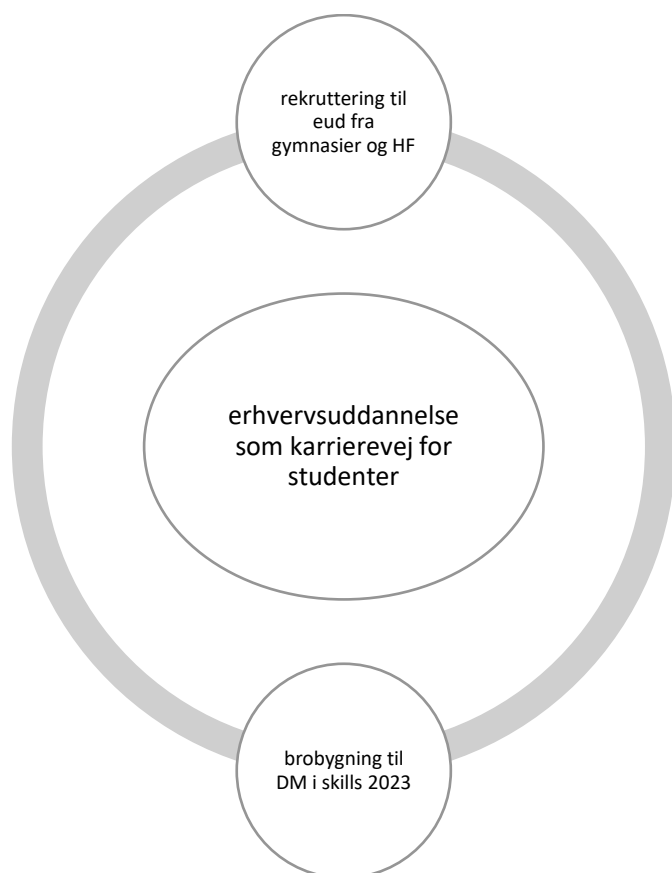 rekruttering til
eud fra
gymnasier og HF
erhvervsuddannelse
som karrierevej for
studenter
brobygning til
DM i skills 2023